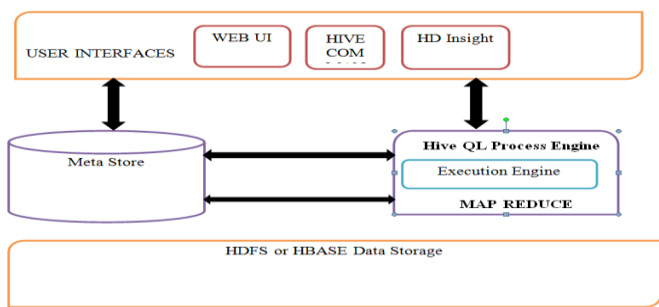 USER INTERFACES
WEB UI
HIVE
COM
HD Insight
Meta Store
Hive QL Process Engine
Execution Engine
MAP REDUCE
HDFS or HBASE Data Storage